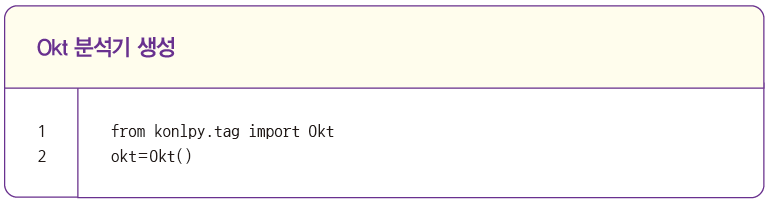 Okt 분석기 생성
1 from konlpy.tag import Okt
2 okt=Okt()